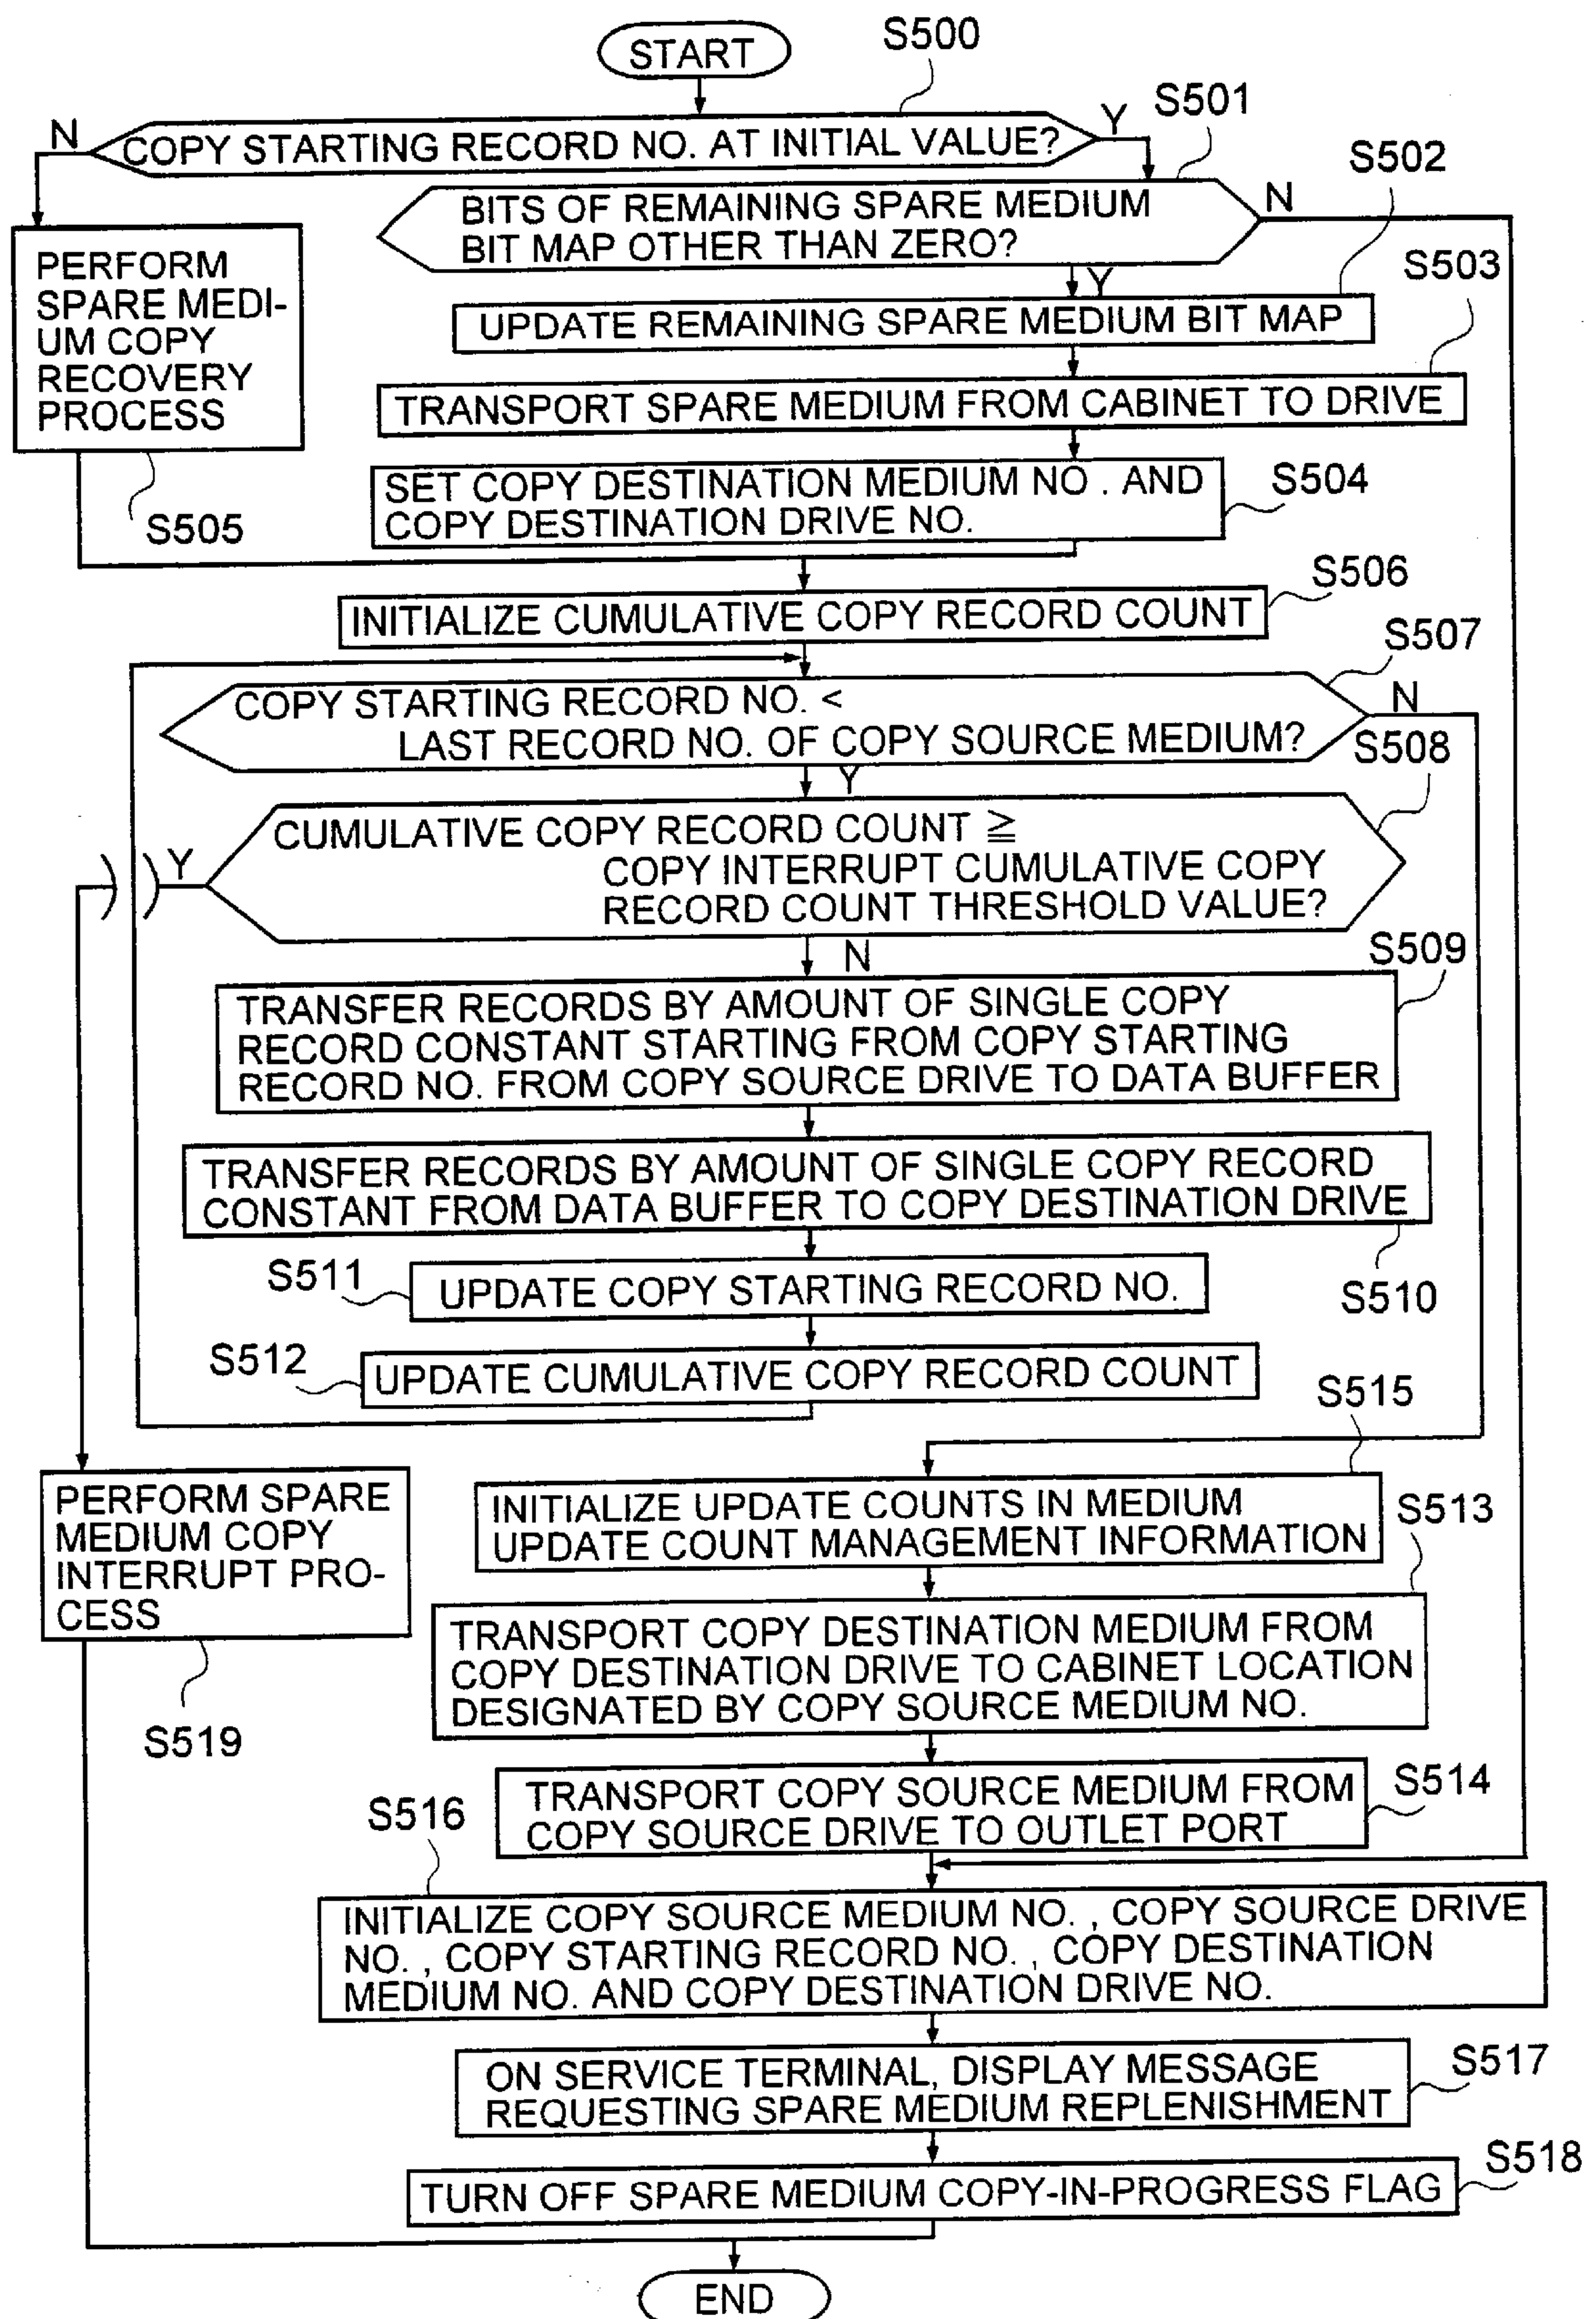 START
S500
N
COPY STARTING RECORD NO. AT INITIAL VALUE?
Y
S501
BITS OF REMAINING SPARE MEDIUM
BIT MAP OTHER THAN ZERO?
N
S502
Y
PERFORM
SPARE MEDI-
UM COPY
RECOVERY
PROCESS
S505
UPDATE REMAINING SPARE MEDIUM BIT MAP
S503
TRANSPORT SPARE MEDIUM FROM CABINET TO DRIVE
SET COPY DESTINATION MEDIUM NO. AND
COPY DESTINATION DRIVE NO.
S504
S506
INITIALIZE CUMULATIVE COPY RECORD COUNT
S507
COPY STARTING RECORD NO. <
LAST RECORD NO. OF COPY SOURCE MEDIUM?
N
Y
S508
CUMULATIVE COPY RECORD COUNT ≧
COPY INTERRUPT CUMULATIVE COPY
RECORD COUNT THRESHOLD VALUE?
Y
N
S509
TRANSFER RECORDS BY AMOUNT OF SINGLE COPY
RECORD CONSTANT STARTING FROM COPY STARTING
RECORD NO. FROM COPY SOURCE DRIVE TO DATA BUFFER
TRANSFER RECORDS BY AMOUNT OF SINGLE COPY RECORD
CONSTANT FROM DATA BUFFER TO COPY DESTINATION DRIVE
S510
S511
UPDATE COPY STARTING RECORD NO.
S512
UPDATE CUMULATIVE COPY RECORD COUNT
S515
INITIALIZE UPDATE COUNTS IN MEDIUM
UPDATE COUNT MANAGEMENT INFORMATION
PERFORM SPARE
MEDIUM COPY
INTERRUPT PRO-
CESS
S519
S513
TRANSPORT COPY DESTINATION MEDIUM FROM
COPY DESTINATION DRIVE TO CABINET LOCATION
DESIGNATED BY COPY SOURCE MEDIUM NO.
TRANSPORT COPY SOURCE MEDIUM FROM
COPY SOURCE DRIVE TO OUTLET PORT
S514
S516
INITIALIZE COPY SOURCE MEDIUM NO., COPY SOURCE DRIVE
NO., COPY STARTING RECORD NO., COPY DESTINATION
MEDIUM NO. AND COPY DESTINATION DRIVE NO.
ON SERVICE TERMINAL, DISPLAY MESSAGE
REQUESTING SPARE MEDIUM REPLENISHMENT
S517
TURN OFF SPARE MEDIUM COPY-IN-PROGRESS FLAG
S518
END